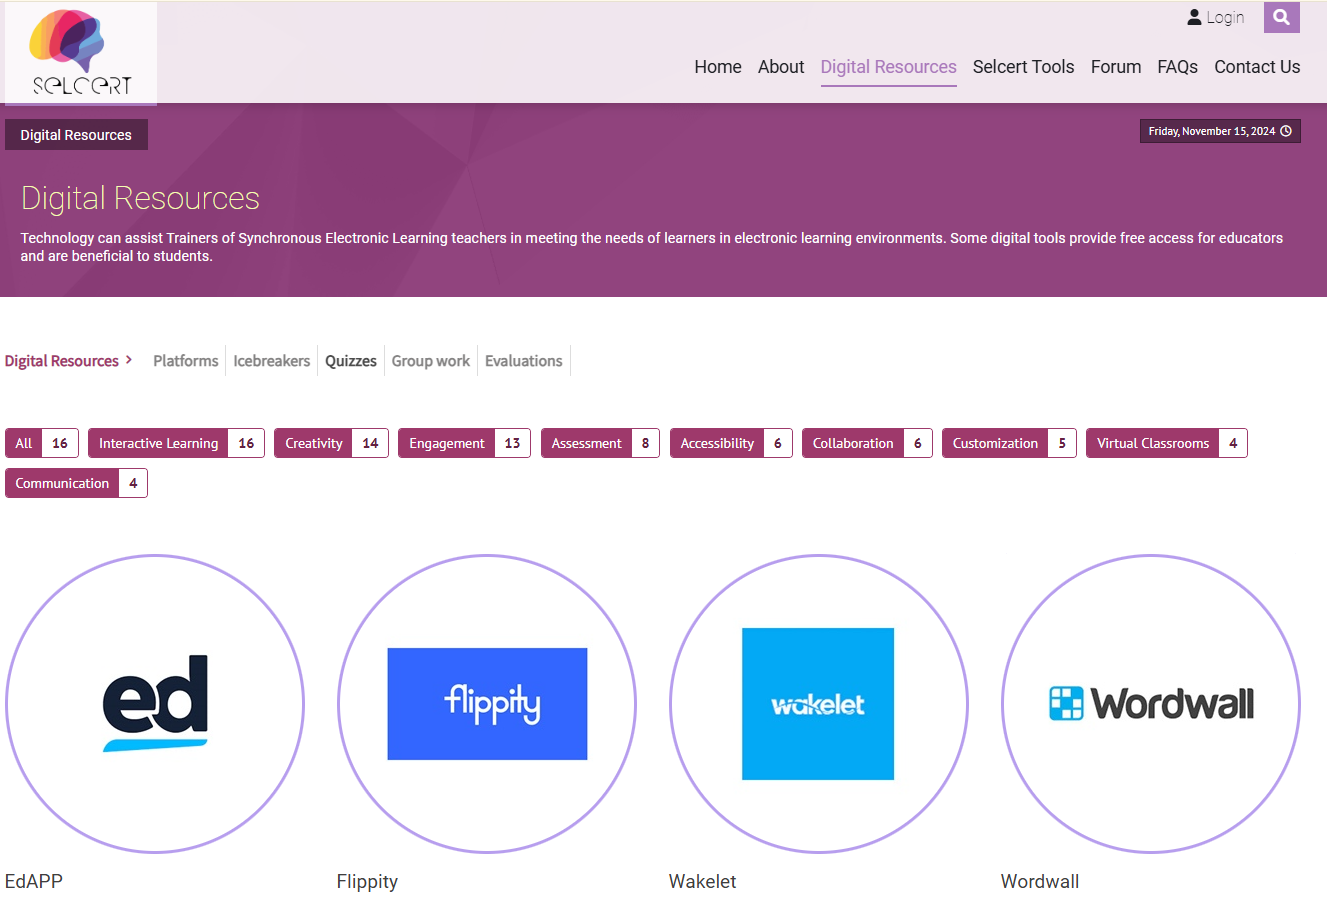 SELCERT
Login
Home About Digital Resources Selcert Tools Forum FAQs Contact Us
Digital Resources
Friday, November 15, 2024
Digital Resources
Technology can assist Trainers of Synchronous Electronic Learning teachers in meeting the needs of learners in electronic learning environments. Some digital tools provide free access for educators
and are beneficial to students.
Digital Resources > Platforms Icebreakers Quizzes Group work Evaluations
All 16 Interactive Learning 16 Creativity 14 Engagement 13 Assessment 8 Accessibility 6 Collaboration 6 Customization 5 Virtual Classrooms 4
Communication 4
ed
flippity
wakelet
Wordwall
EdAPP
Flippity
Wakelet
Wordwall